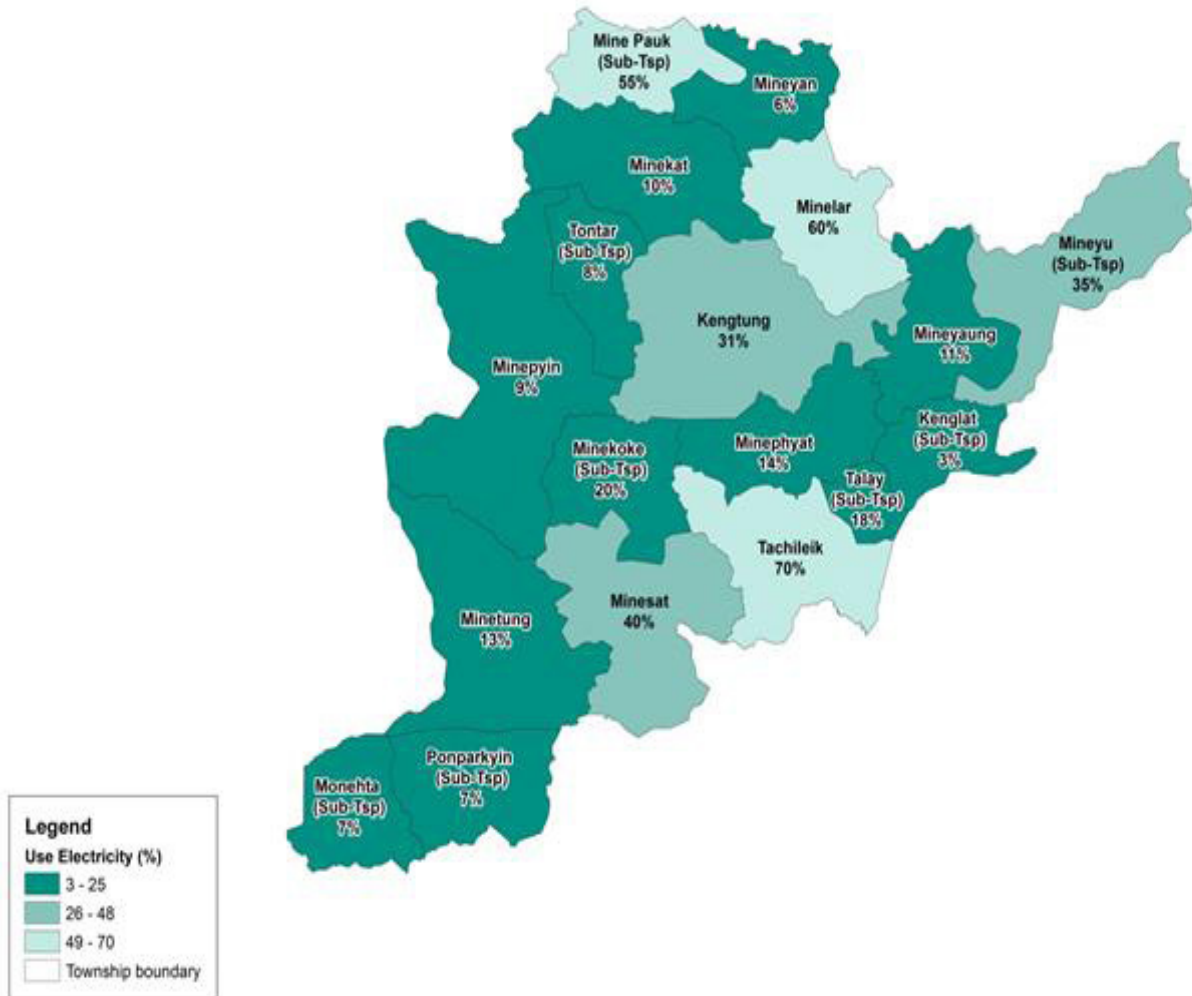 Mine Pauk
(Sub-Tsp)
55%
Mineyan
6%
Minekat
10%
Minelar
60%
Tontar
(Sub-Tsp)
8%
Mineyu
(Sub-Tsp)
35%
Kengtung
31%
Mineyaung
11%
Minepyin
9%
Kenglat
(Sub-Tsp)
3%
Minekoke
(Sub-Tsp)
20%
Minephyat
14%
Talay
(Sub-Tsp)
18%
Tachileik
70%
Minesat
40%
Minetung
13%
Ponparkyin
(Sub-Tsp)
7%
Monehta
(Sub-Tsp)
7%
Legend
Use Electricity (%)
3 - 25
26 - 48
49 - 70
Township boundary